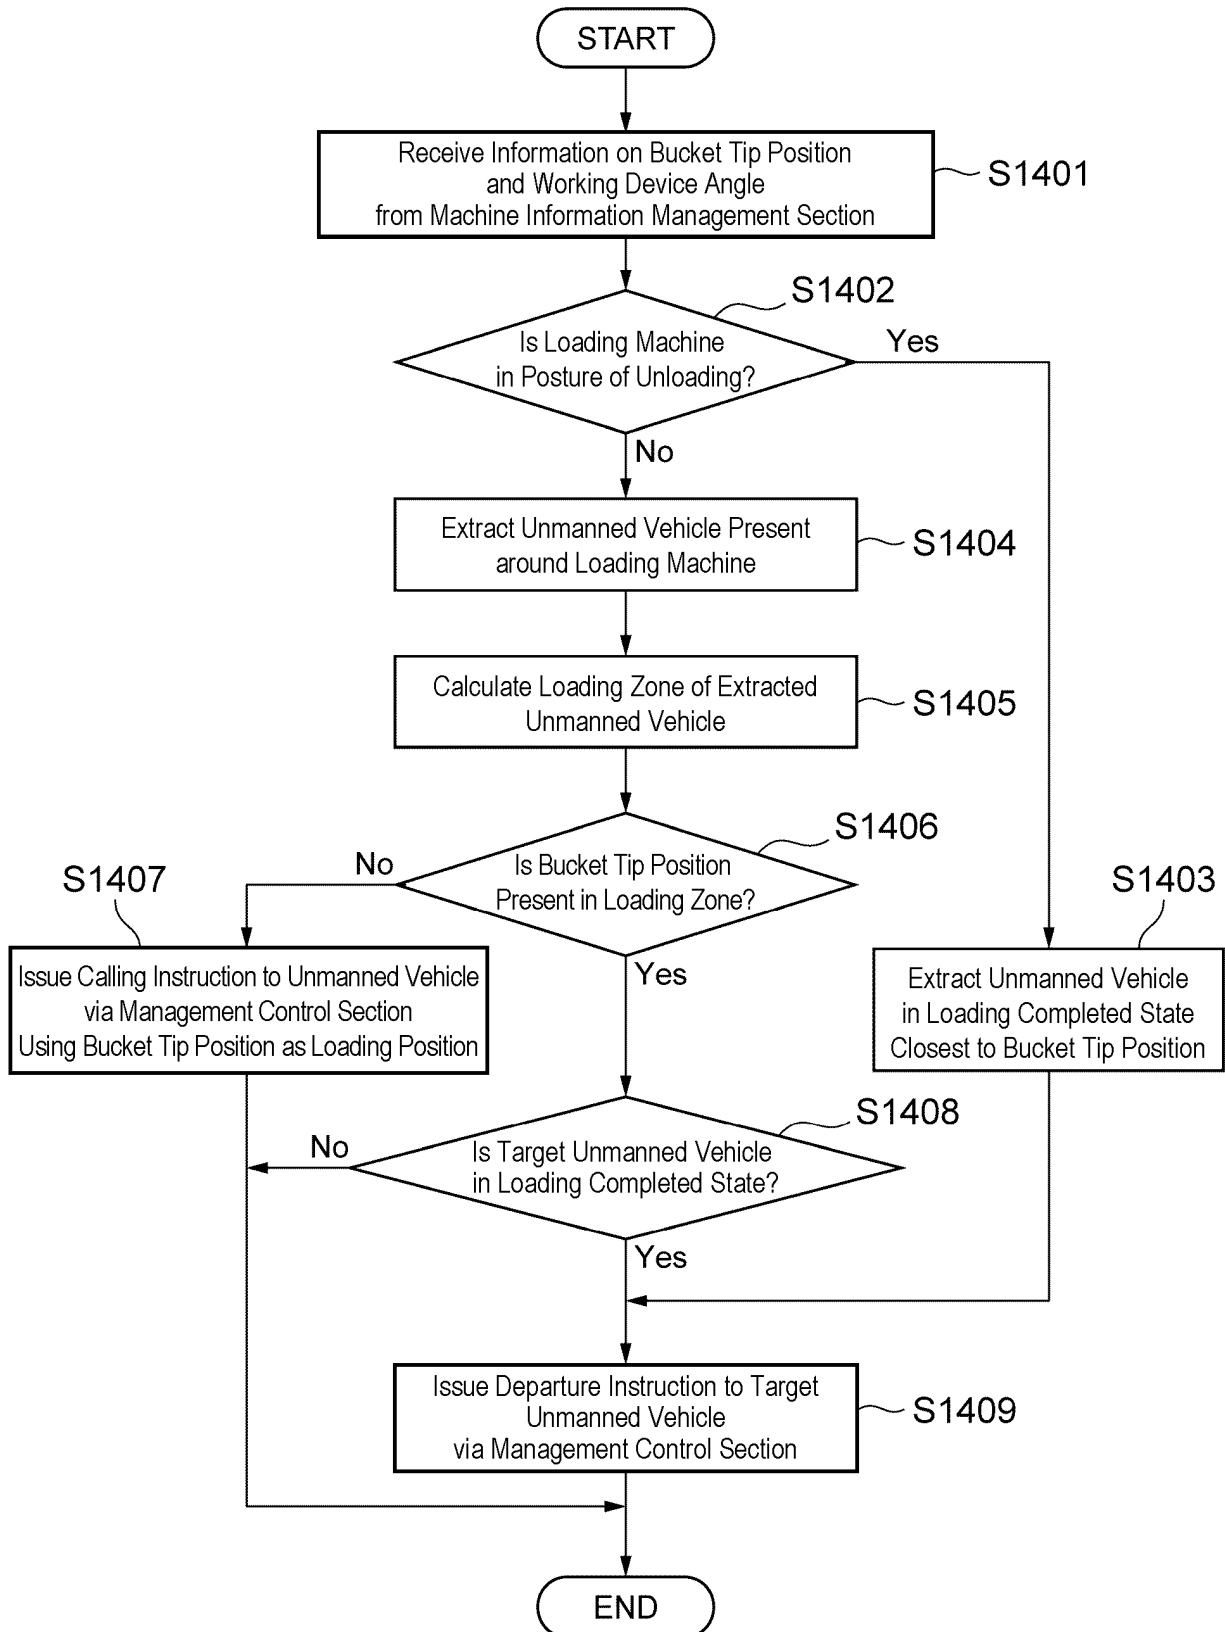 START
Receive Information on Bucket Tip Position
and Working Device Angle
from Machine Information Management Section
S1401
S1402
Is Loading Machine
in Posture of Unloading?
Yes
No
Extract Unmanned Vehicle Present
around Loading Machine
S1404
Calculate Loading Zone of Extracted
Unmanned Vehicle
S1405
S1406
Is Bucket Tip Position
Present in Loading Zone?
No
Yes
S1407
Issue Calling Instruction to Unmanned Vehicle
via Management Control Section
Using Bucket Tip Position as Loading Position
S1403
Extract Unmanned Vehicle
in Loading Completed State
Closest to Bucket Tip Position
S1408
Is Target Unmanned Vehicle
in Loading Completed State?
No
Yes
Issue Departure Instruction to Target
Unmanned Vehicle
via Management Control Section
S1409
END